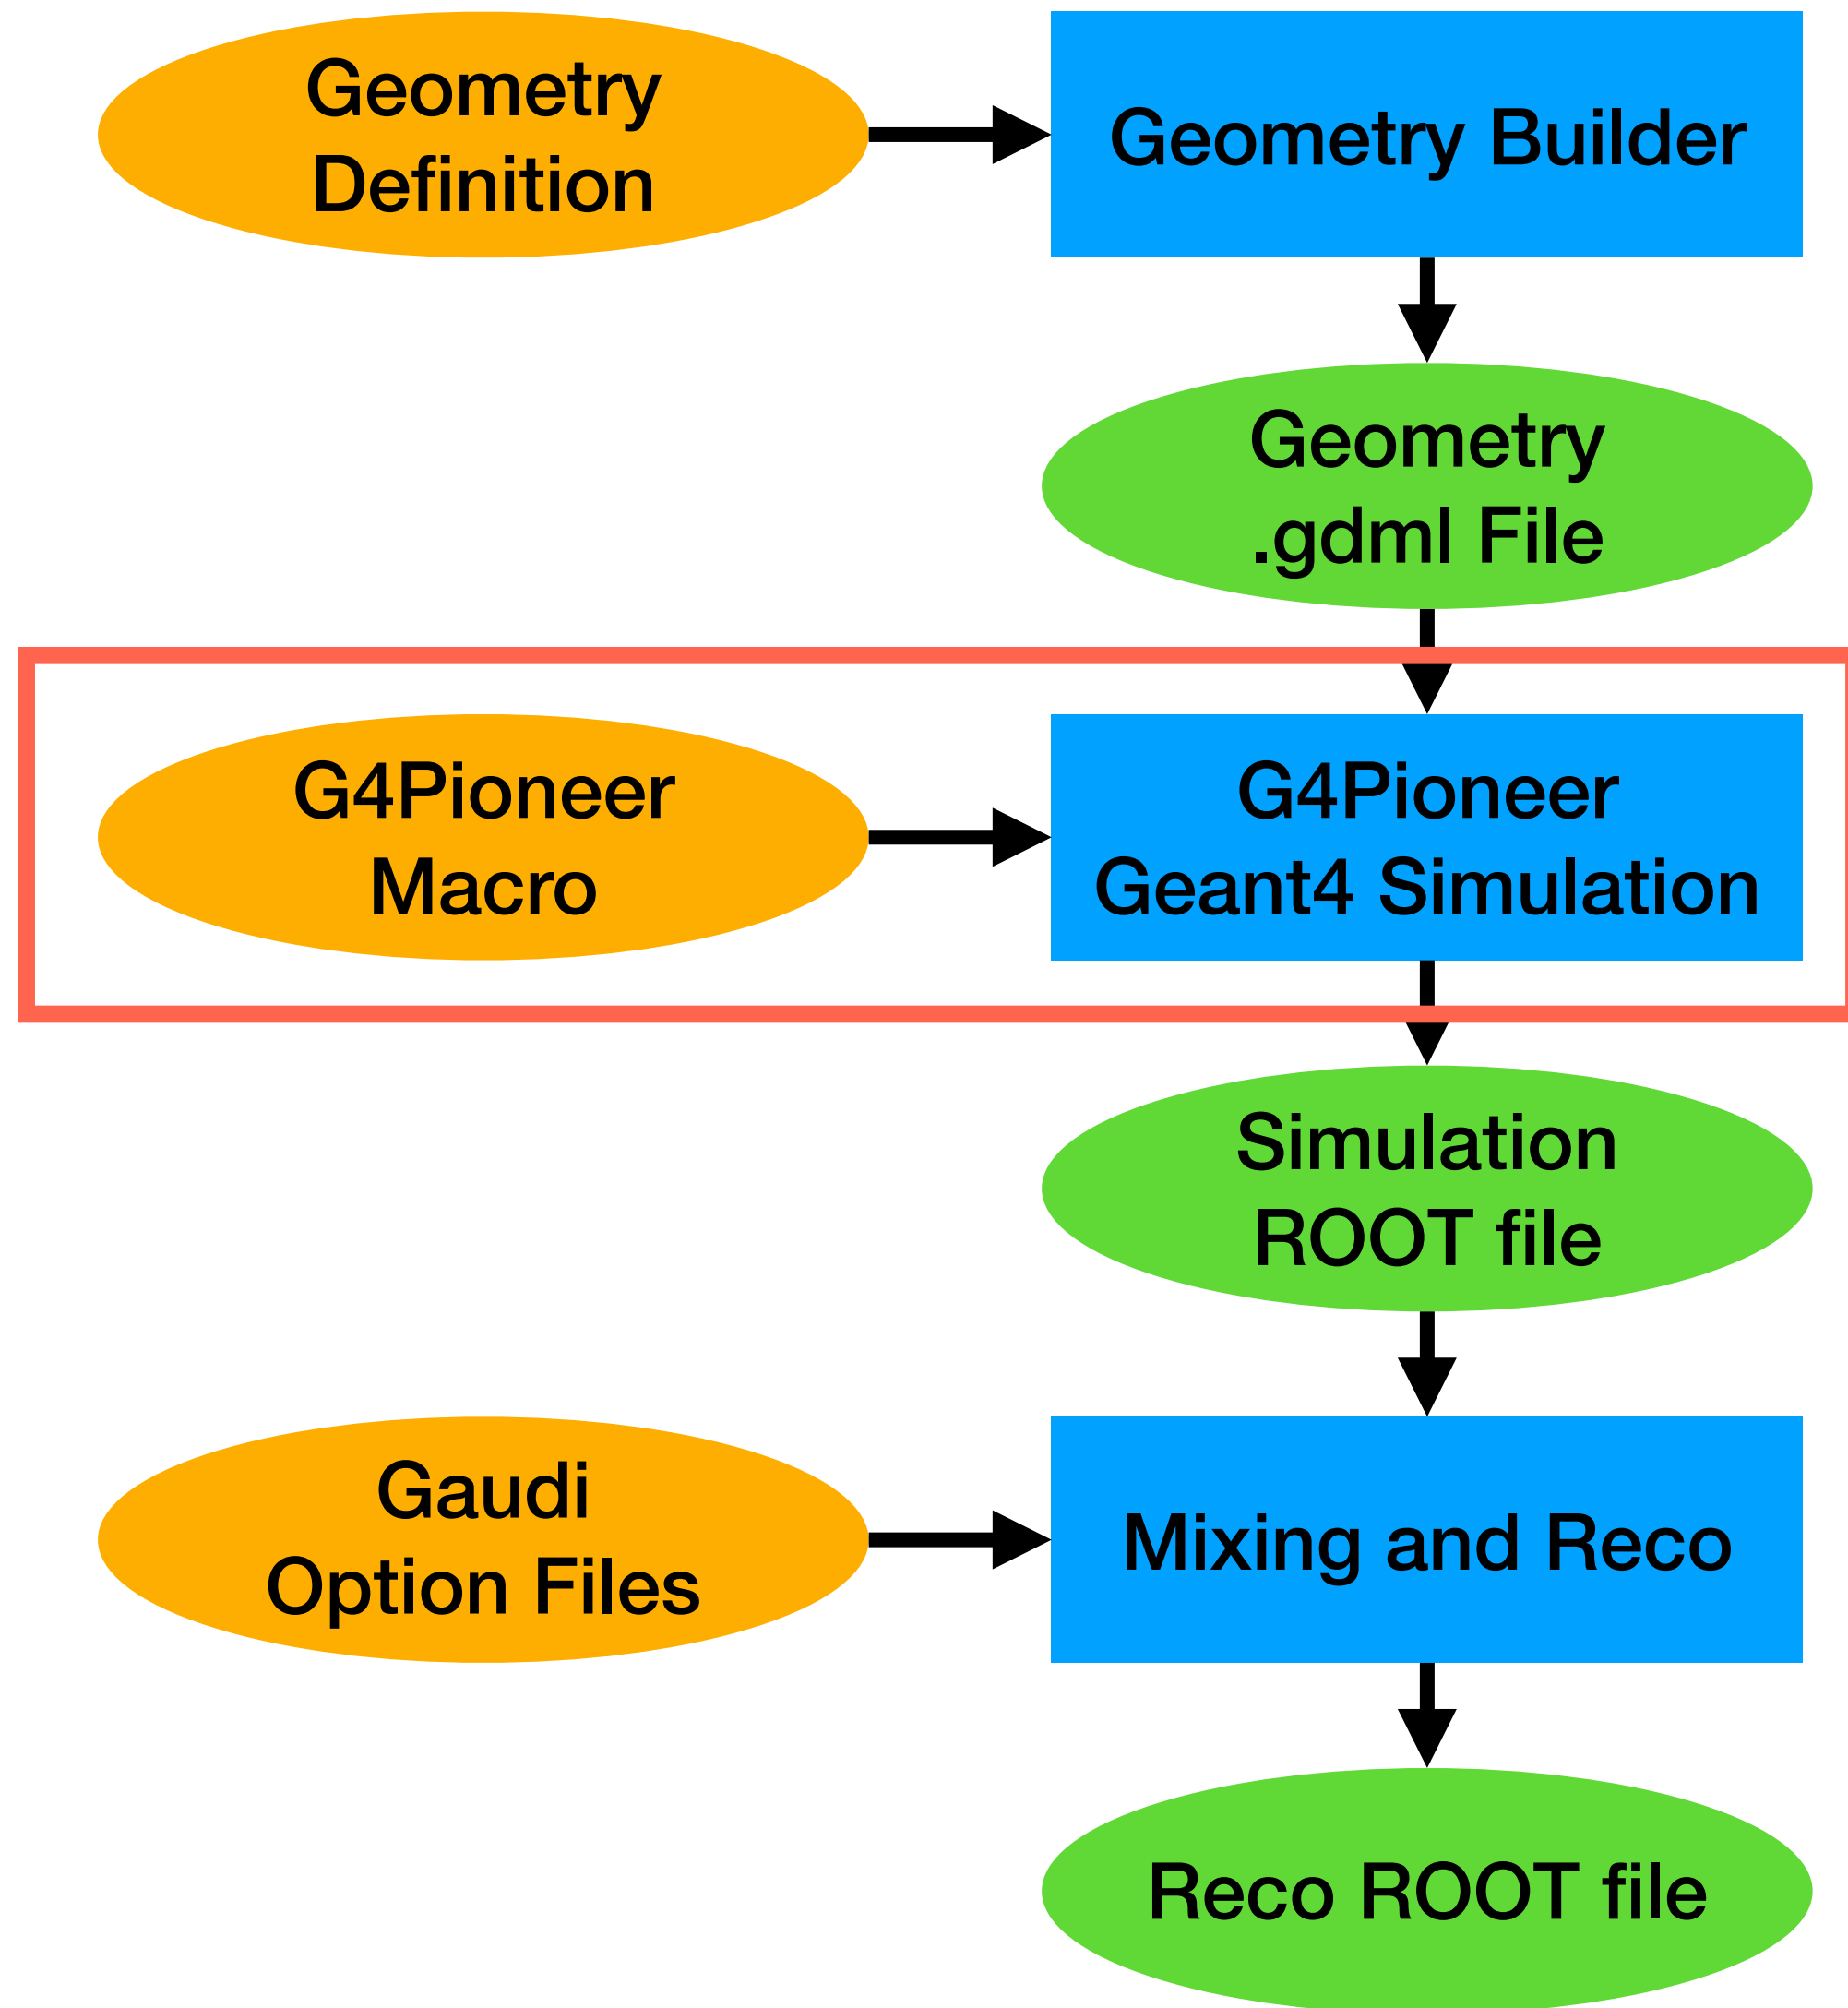 Geometry
Definition
Geometry Builder
Geometry
.gdml File
G4Pioneer
Macro
G4Pioneer
Geant4 Simulation
Simulation
ROOT file
Gaudi
Option Files
Mixing and Reco
Reco ROOT file